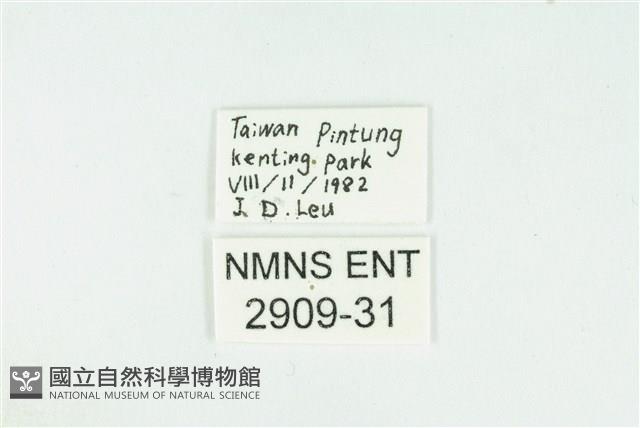 Taiwan Pintung
kenting. park
VIII/11/1982
J. D. Leu
NMNS ENT
2909-31
國立自然科學博物館
NATIONAL MUSEUM OF NATURAL SCIENCE